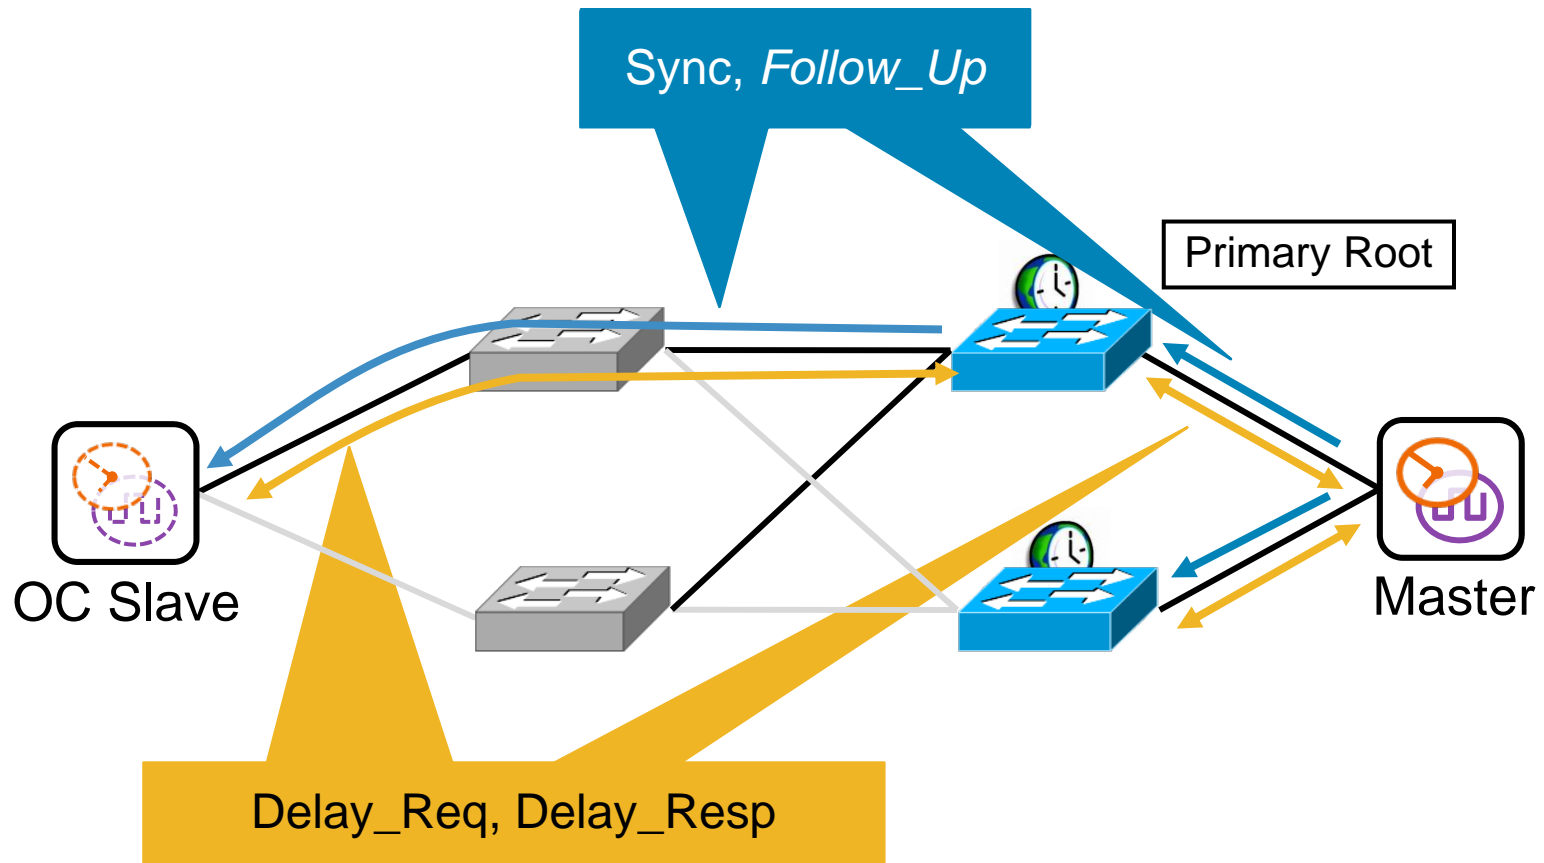 Sync, Follow_Up
Primary Root
OC Slave
Master
Delay_Req, Delay_Resp